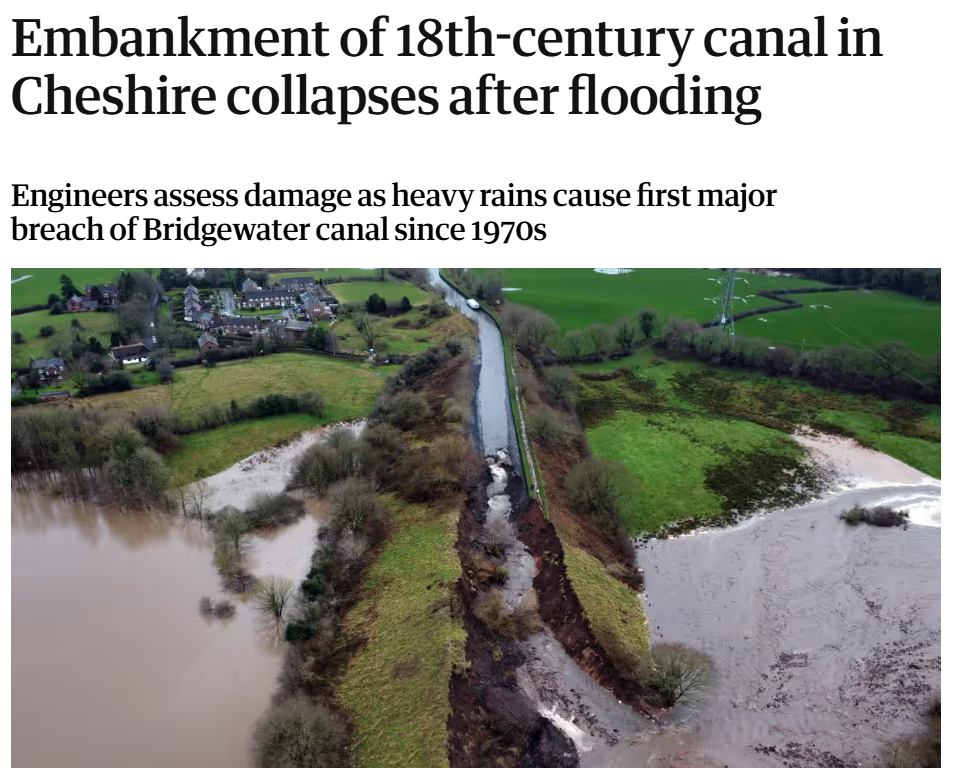 Embankment of 18th-century canal in
Cheshire collapses after flooding
Engineers assess damage as heavy rains cause first major
breach of Bridgewater canal since 1970s